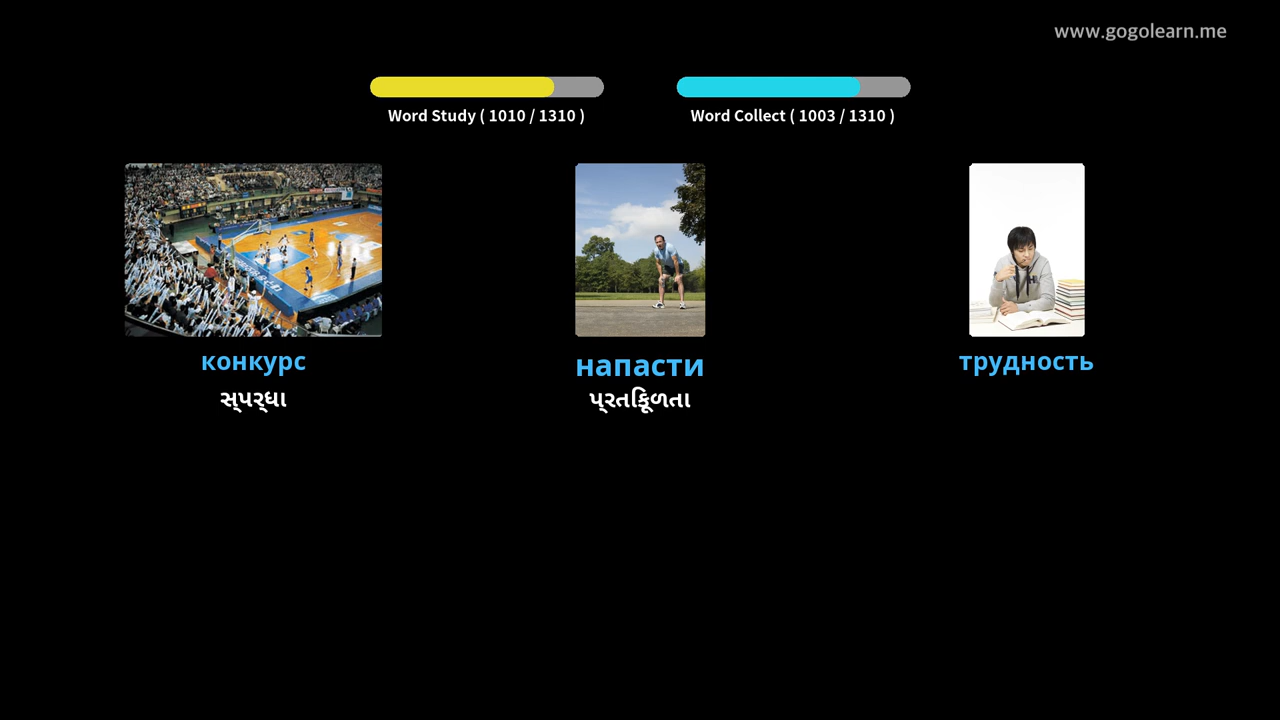 www.gogolearn.me
Word Study ( 1010 / 1310 )
Word Collect ( 1003 / 1310 )
конкурс
напасти
трудность
સ્પર્ધા
પ્રતિકૂળતા